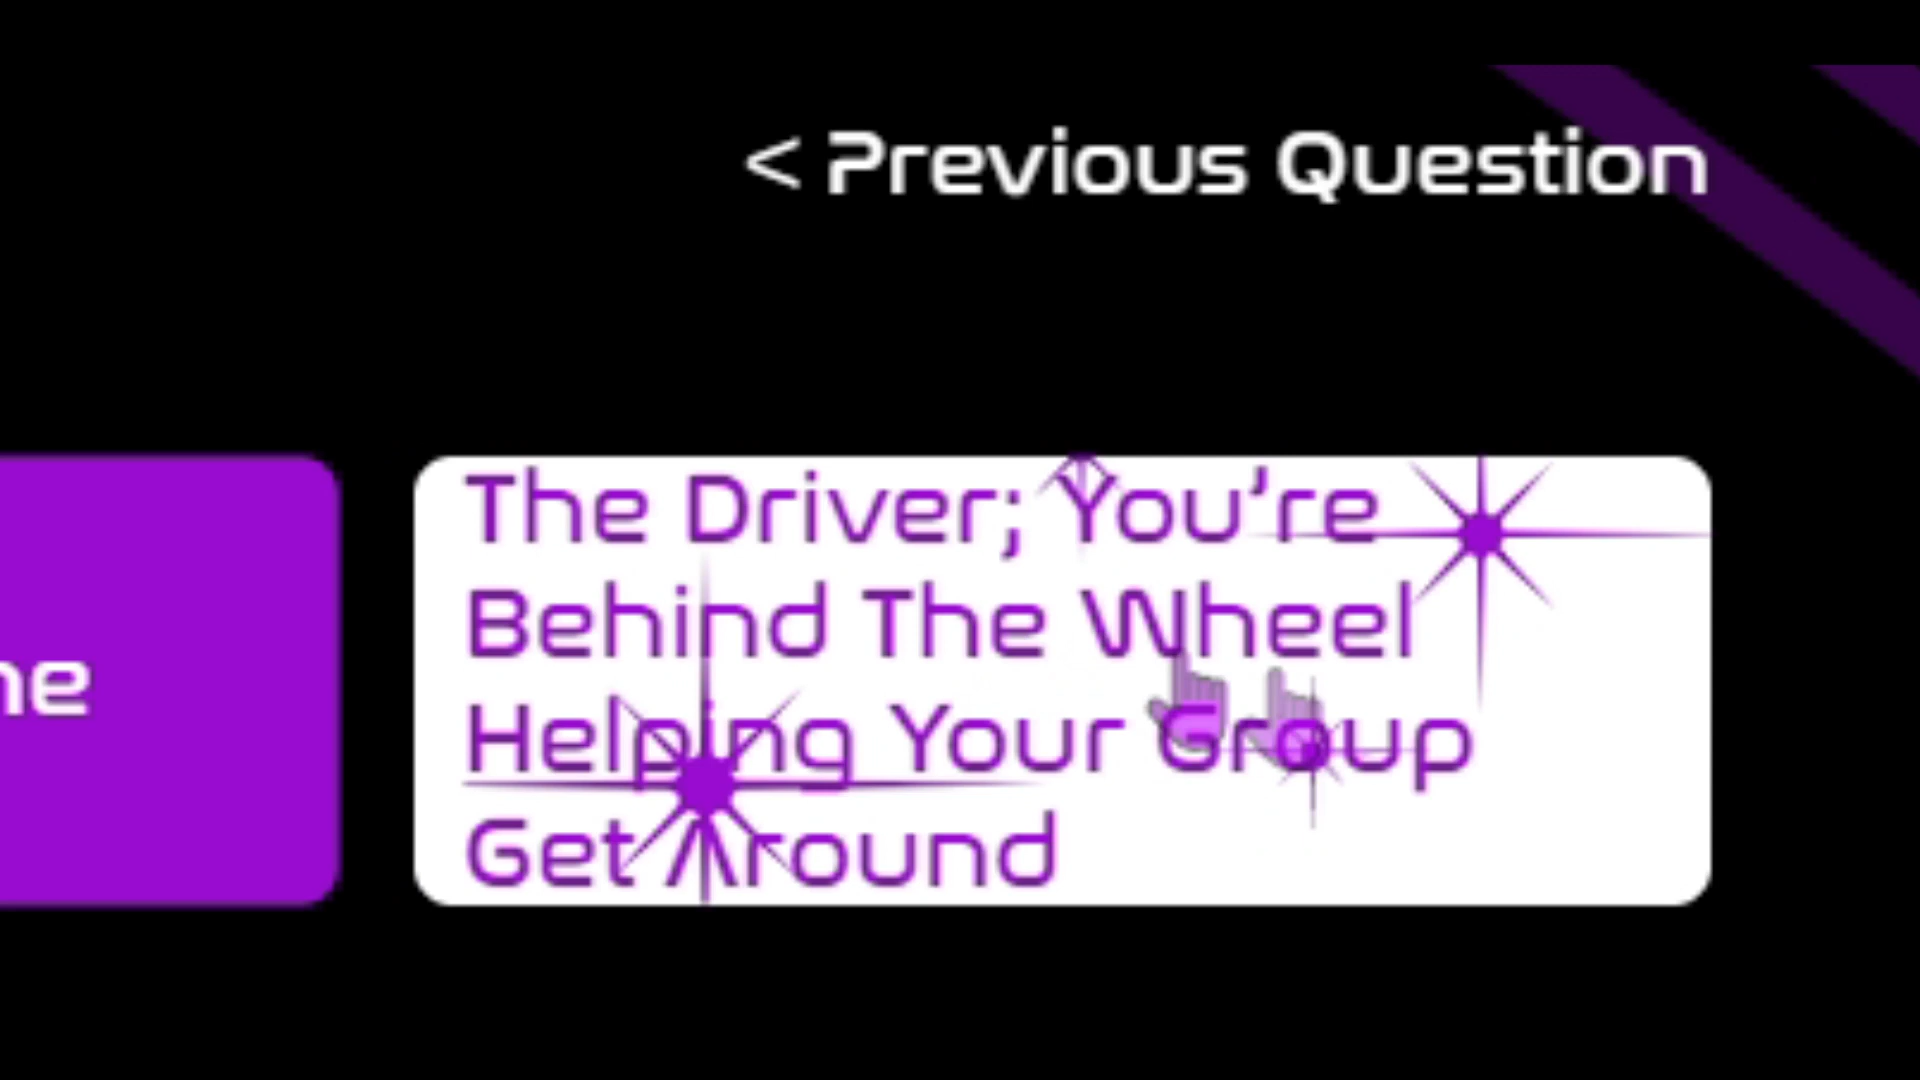 < Previous Question
The Driver; You’re
Behind The Wheel
Helping Your Group
Get Around